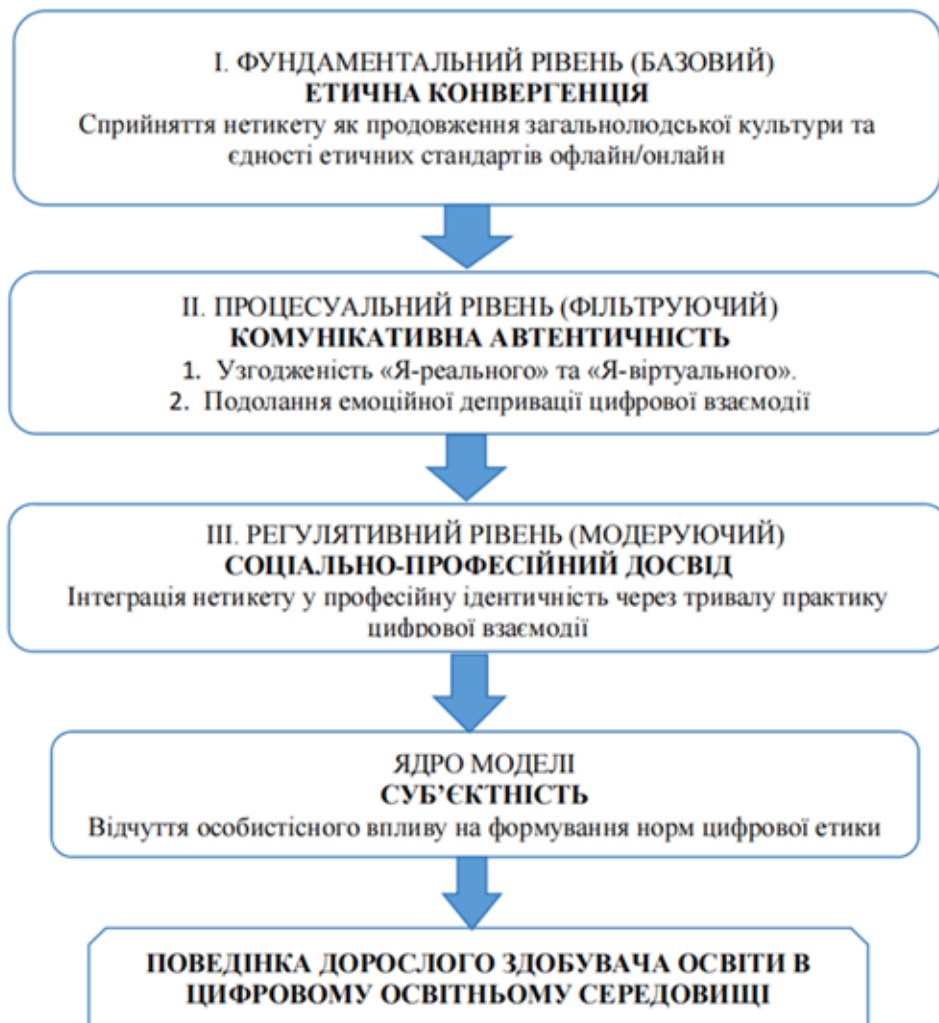 І. ФУНДАМЕНТАЛЬНИЙ РІВЕНЬ (БАЗОВИЙ)
ЕТИЧНА КОНВЕРГЕНЦІЯ
Сприйняття нетикету як продовження загальнолюдської культури та
єдності етичних стандартів офлайн/онлайн
ІІ. ПРОЦЕСУАЛЬНИЙ РІВЕНЬ (ФІЛЬТРУЮЧИЙ)
КОМУНІКАТИВНА АВТЕНТИЧНІСТЬ
1. Узгодженість «Я-реального» та «Я-віртуального».
2. Подолання емоційної депривації цифрової взаємодії
ІІІ. РЕГУЛЯТИВНИЙ РІВЕНЬ (МОДЕРУЮЧИЙ)
СОЦІАЛЬНО-ПРОФЕСІЙНИЙ ДОСВІД
Інтеграція нетикету у професійну ідентичність через тривалу практику
цифрової взаємодії
ЯДРО МОДЕЛІ
СУБ’ЄКТНІСТЬ
Відчуття особистісного впливу на формування норм цифрової етики
ПОВЕДІНКА ДОРОСЛОГО ЗДОБУВАЧА ОСВІТИ В
ЦИФРОВОМУ ОСВІТНЬОМУ СЕРЕДОВИЩІ